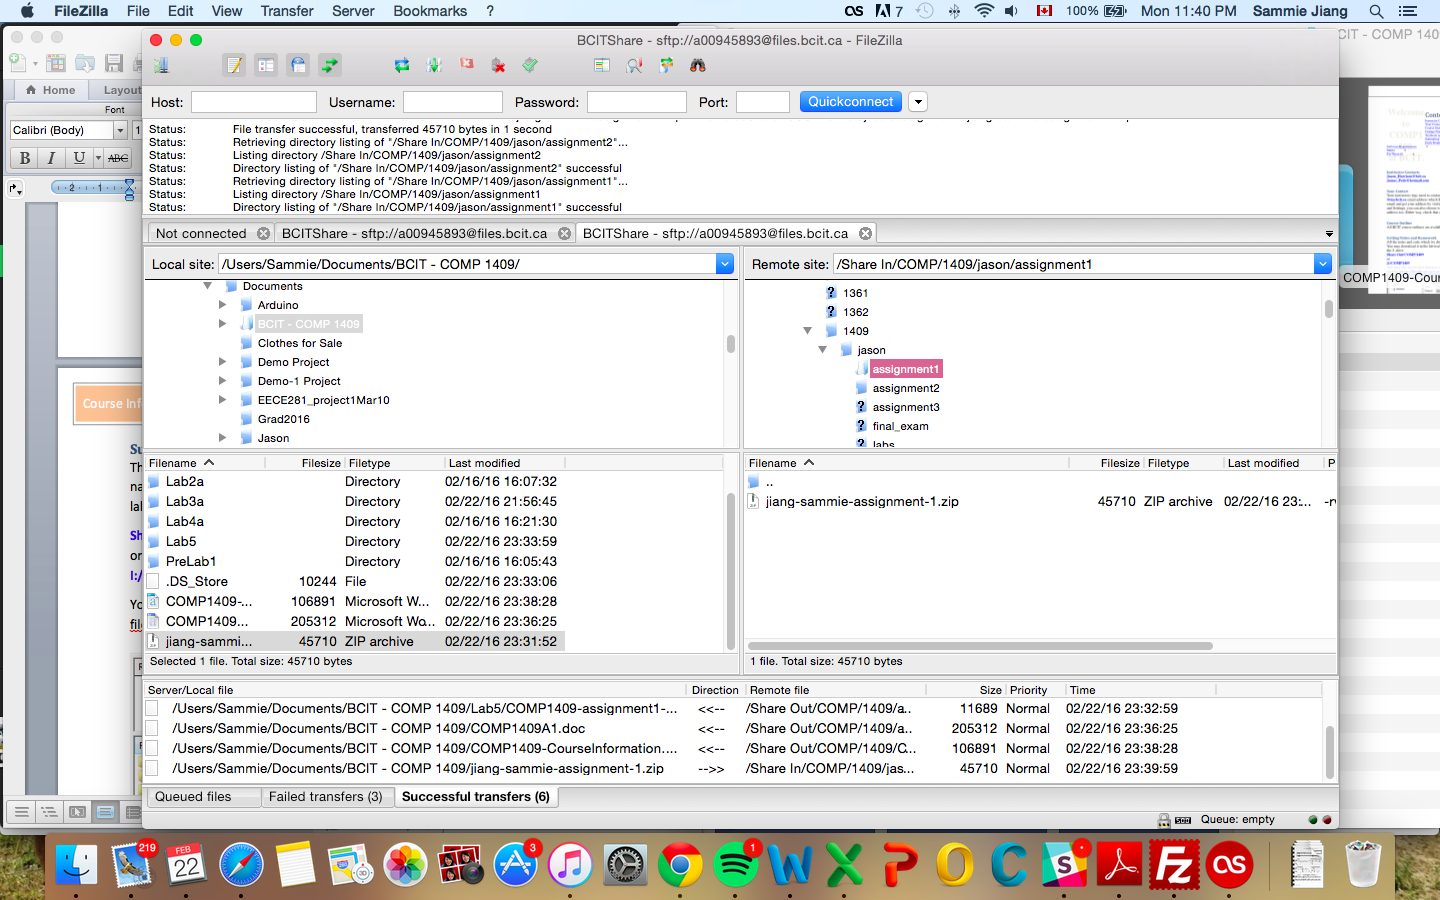 FileZilla File Edit View Transfer Server Bookmarks ? 7 100% Mon 11:40 PM Sammie Jiang
BCITShare - sftp://a00945893@files.bcit.ca - FileZilla
CIT - COMP 140
Home Layou
Font
Host: Username: Password: Port: Quickconnect
Calibri (Body)
B I U ABC
Status: File transfer successful, transferred 45710 bytes in 1 second
Status: Retrieving directory listing of "/Share In/COMP/1409/jason/assignment2"...
Status: Listing directory /Share In/COMP/1409/jason/assignment2
Status: Directory listing of "/Share In/COMP/1409/jason/assignment2" successful
Status: Retrieving directory listing of "/Share In/COMP/1409/jason/assignment1"...
Status: Listing directory /Share In/COMP/1409/jason/assignment1
Status: Directory listing of "/Share In/COMP/1409/jason/assignment1" successful
Not connected BCITShare - sftp://a00945893@files.bcit.ca BCITShare - sftp://a00945893@files.bcit.ca
Local site: /Users/Sammie/Documents/BCIT - COMP 1409/
Remote site: /Share In/COMP/1409/jason/assignment1
COMP1409-Cour
Documents
Arduino
BCIT - COMP 1409
Clothes for Sale
Demo Project
Demo-1 Project
EECE281_project1Mar10
Grad2016
Jason
1361
1362
1409
jason
assignment1
assignment2
assignment3
final_exam
labs
Course Inf
Filename Filesize Filetype Last modified
Lab2a Directory 02/16/16 16:07:32
Lab3a Directory 02/22/16 21:56:45
Lab4a Directory 02/16/16 16:21:30
Lab5 Directory 02/22/16 23:33:59
PreLab1 Directory 02/16/16 16:05:43
.DS_Store 10244 File 02/22/16 23:33:06
COMP1409-... 106891 Microsoft W... 02/22/16 23:38:28
COMP1409... 205312 Microsoft Wo... 02/22/16 23:36:25
jiang-sammi... 45710 ZIP archive 02/22/16 23:31:52
Selected 1 file. Total size: 45710 bytes
Filename Filesize Filetype Last modified P
..
jiang-sammie-assignment-1.zip 45710 ZIP archive 02/22/16 23:... -r
1 file. Total size: 45710 bytes
Server/Local file Direction Remote file Size Priority Time
/Users/Sammie/Documents/BCIT - COMP 1409/Lab5/COMP1409-assignment1-... <<-- /Share Out/COMP/1409/a.. 11689 Normal 02/22/16 23:32:59
/Users/Sammie/Documents/BCIT - COMP 1409/COMP1409A1.doc <<-- /Share Out/COMP/1409/a.. 205312 Normal 02/22/16 23:36:25
/Users/Sammie/Documents/BCIT - COMP 1409/COMP1409-CourseInformation.... <<-- /Share Out/COMP/1409/C... 106891 Normal 02/22/16 23:38:28
/Users/Sammie/Documents/BCIT - COMP 1409/jiang-sammie-assignment-1.zip -->> /Share In/COMP/1409/jas... 45710 Normal 02/22/16 23:39:59
Queued files Failed transfers (3) Successful transfers (6)
Queue: empty
219 FEB 22 3 1